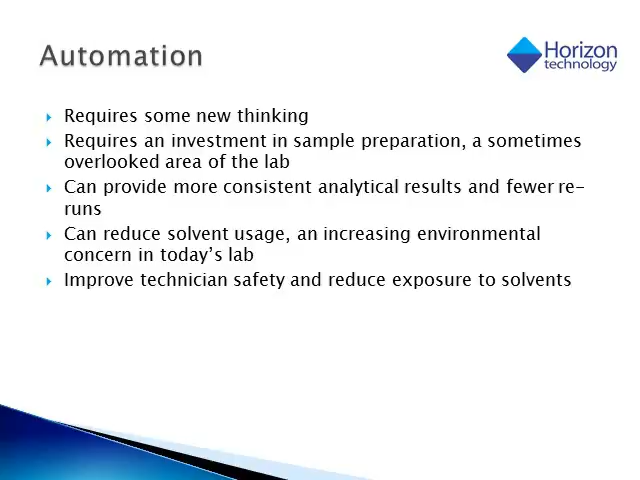 Automation
Horizon
technology
Requires some new thinking
Requires an investment in sample preparation, a sometimes
overlooked area of the lab
Can provide more consistent analytical results and fewer re-
runs
Can reduce solvent usage, an increasing environmental
concern in today's lab
Improve technician safety and reduce exposure to solvents